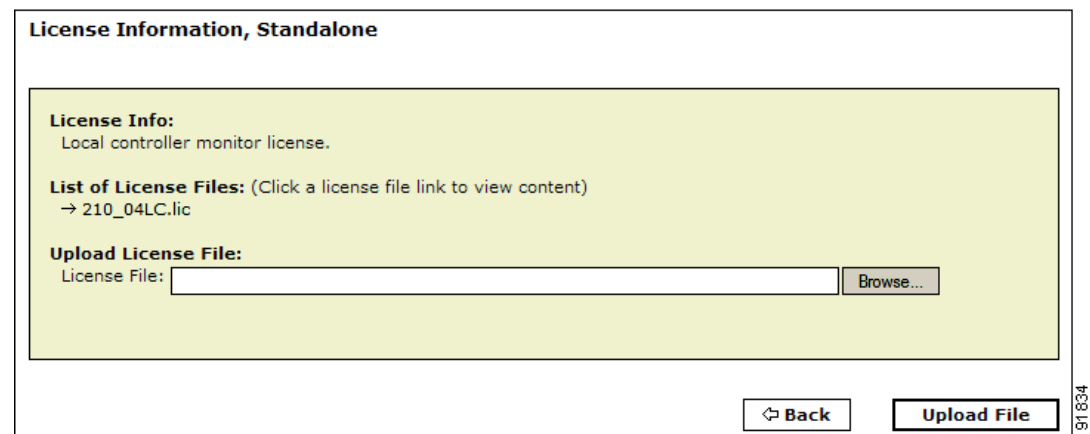 License Information, Standalone
License Info:
Local controller monitor license.
List of License Files: (Click a license file link to view content)
→ 210_04LC.lic
Upload License File:
License File: Browse...
⇦ Back Upload File
91834